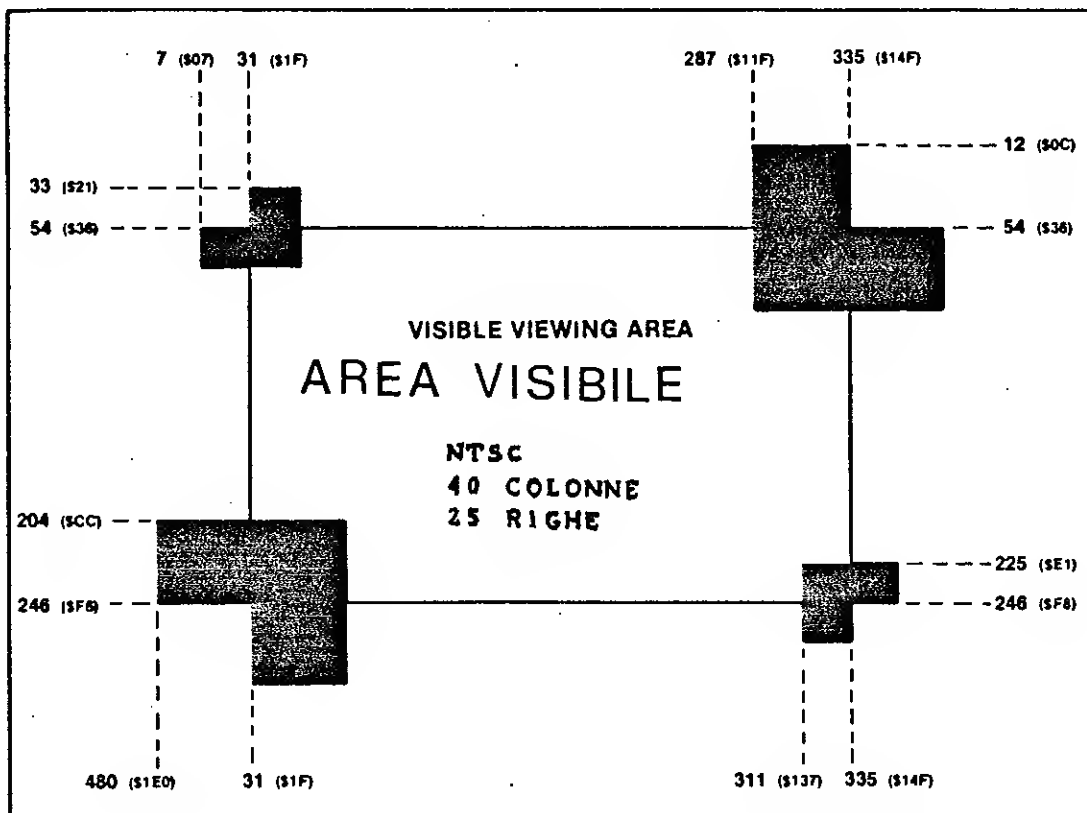 7 ($07) 31 ($1F) 287 ($11F) 335 ($14F)
12 ($0C)
33 ($21)
54 ($36) 54 ($36)
VISIBLE VIEWING AREA
AREA VISIBILE
NTSC
40 COLONNE
25 RIGHE
204 ($CC)
225 ($E1)
246 ($F6) 246 ($F6)
480 ($1E0) 31 ($1F) 311 ($137) 335 ($14F)